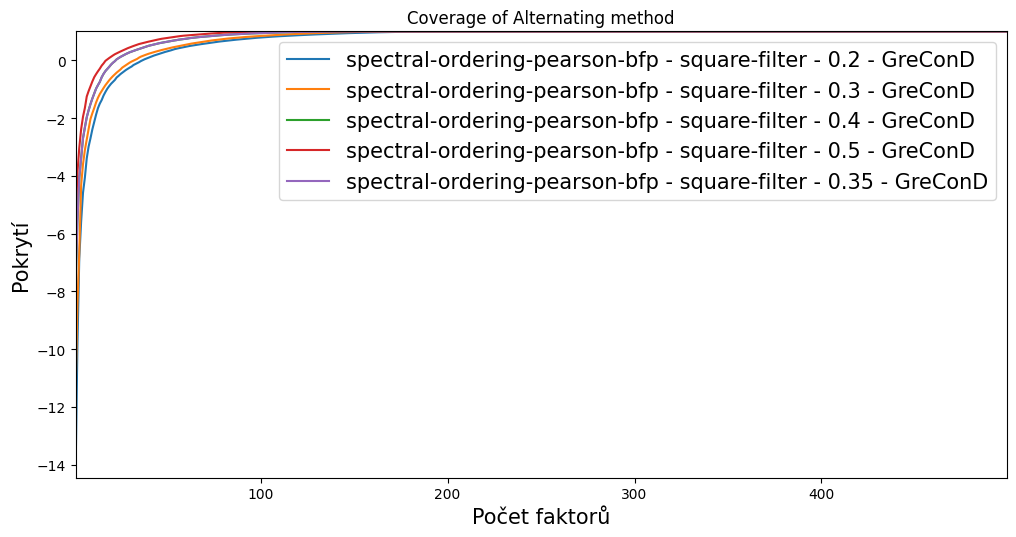 Coverage of Alternating method
spectral-ordering-pearson-bfp - square-filter - 0.2 - GreConD
spectral-ordering-pearson-bfp - square-filter - 0.3 - GreConD
spectral-ordering-pearson-bfp - square-filter - 0.4 - GreConD
spectral-ordering-pearson-bfp - square-filter - 0.5 - GreConD
spectral-ordering-pearson-bfp - square-filter - 0.35 - GreConD
Pokrytí
0
−2
−4
−6
−8
−10
−12
−14
100 200 300 400
Počet faktorů